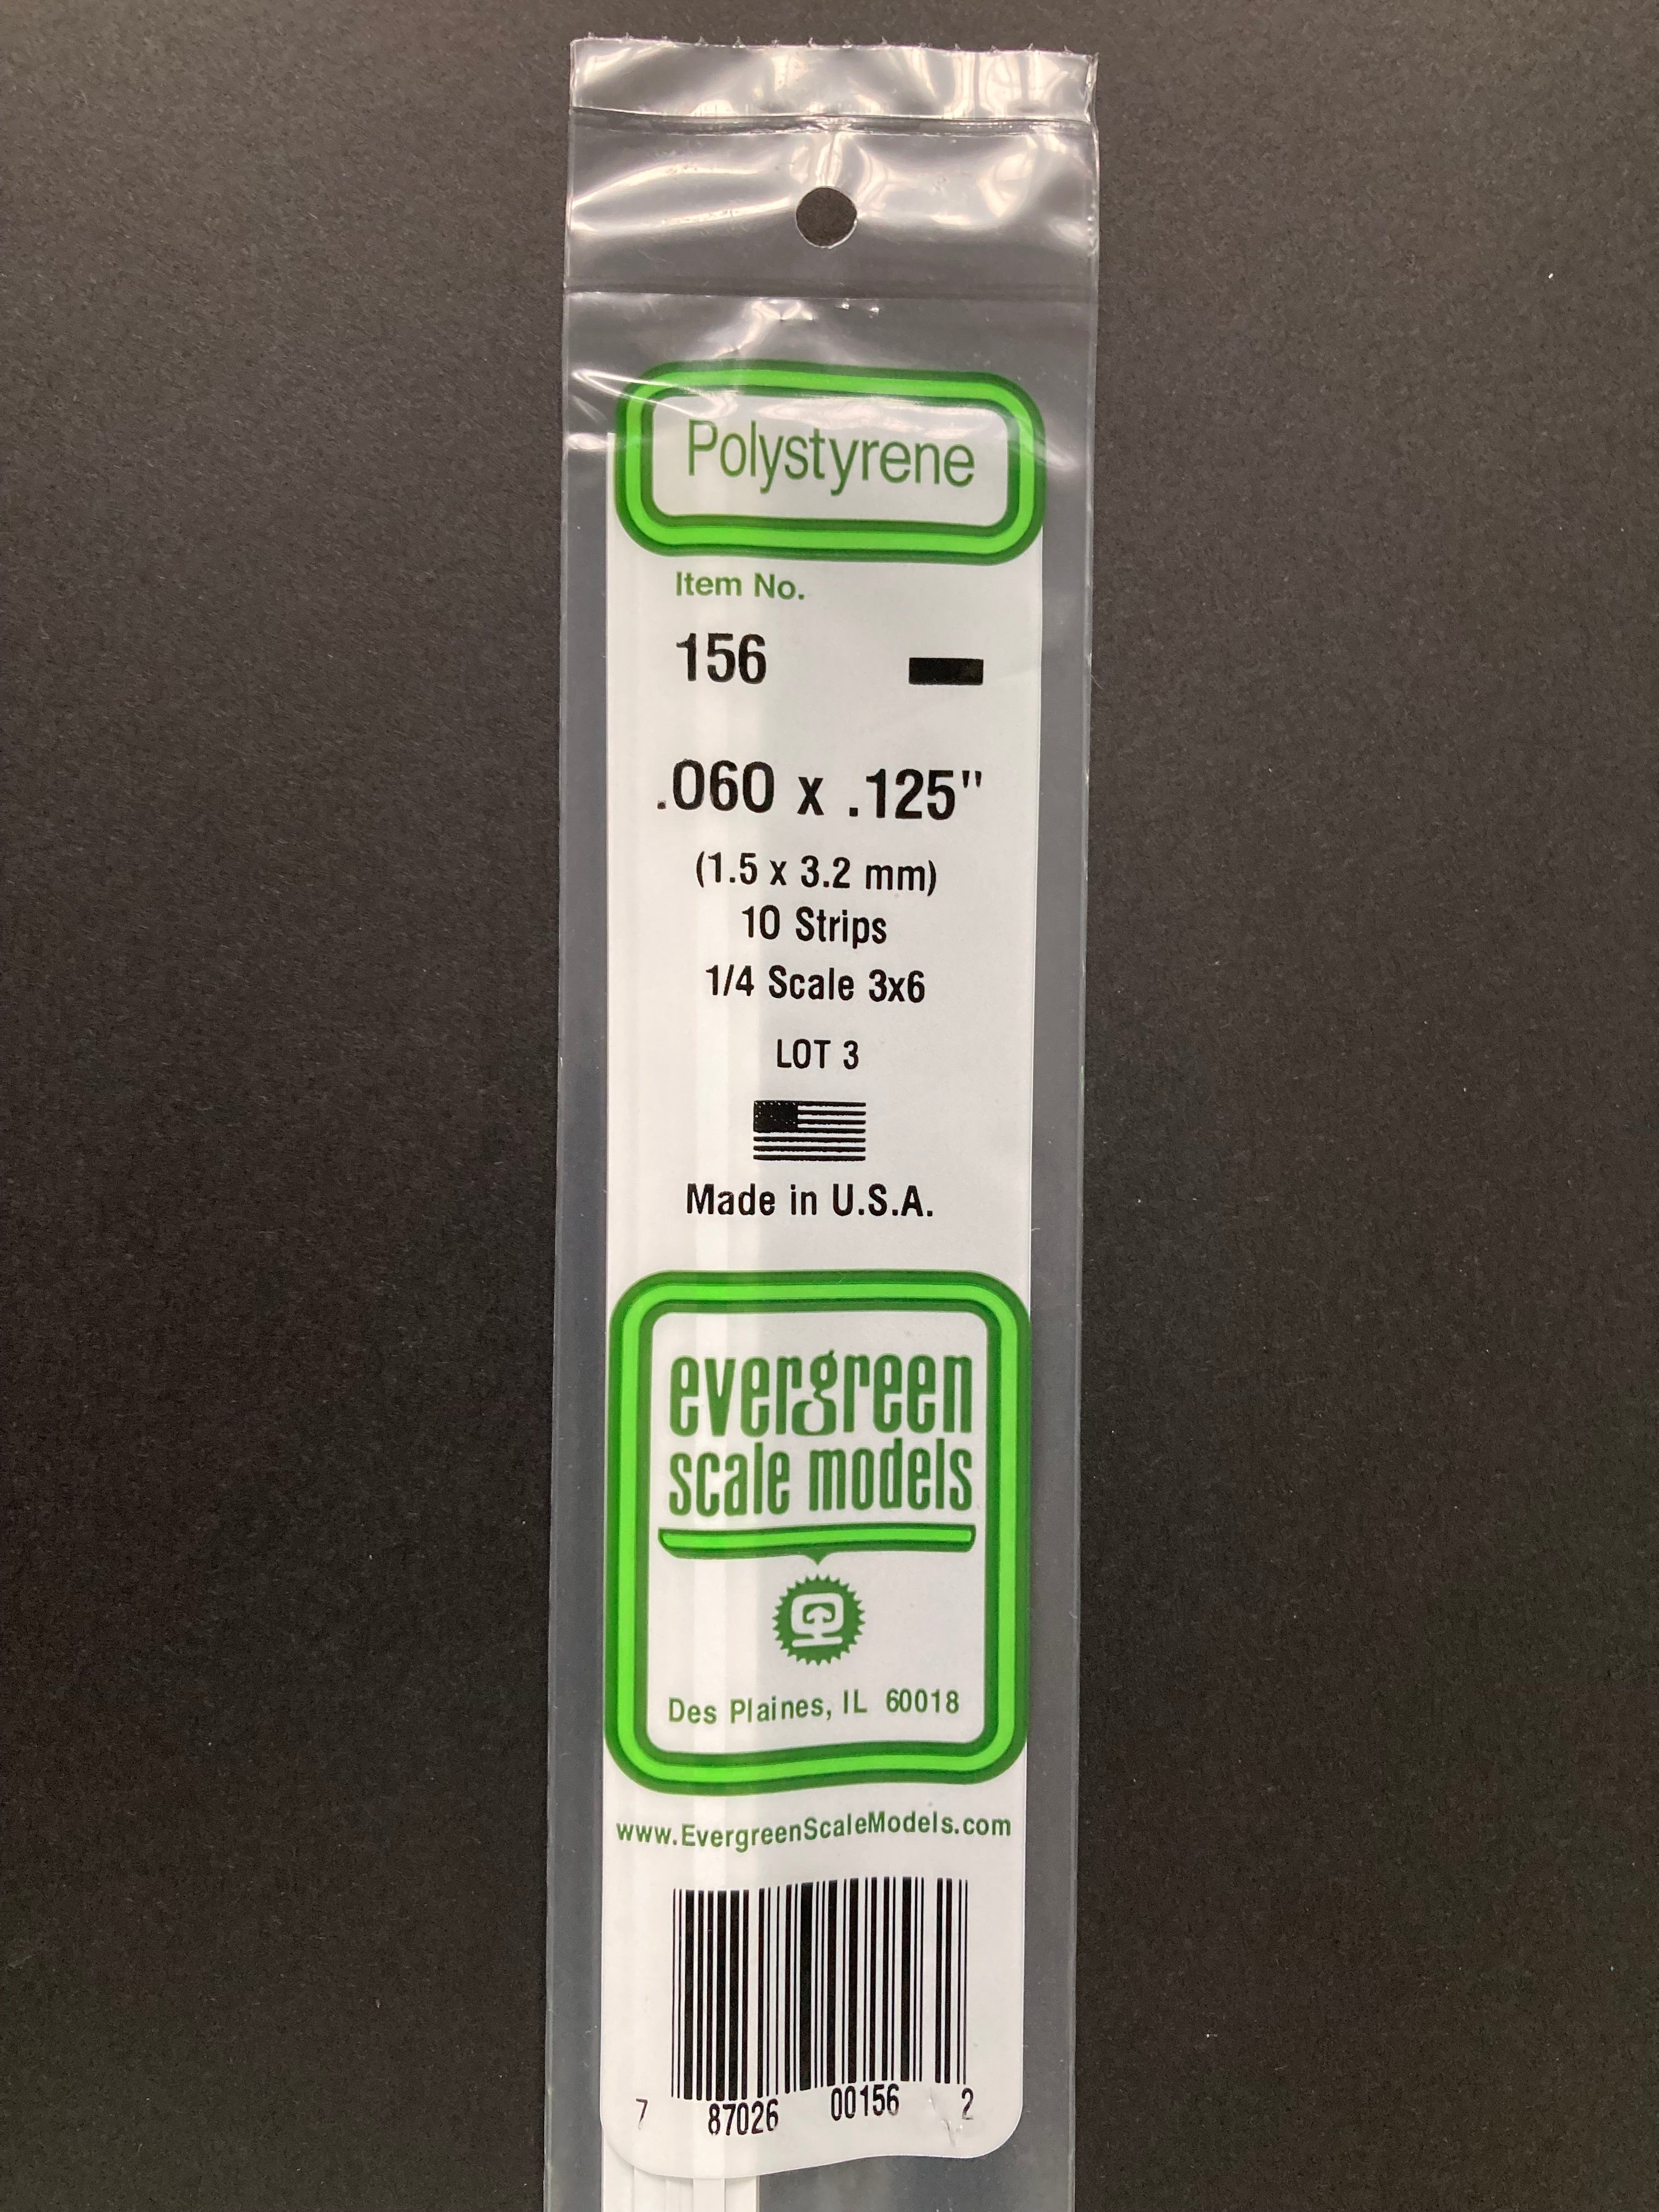 Polystyrene
Item No.
156
.060 x .125"
(1.5 x 3.2 mm)
10 Strips
1/4 Scale 3x6
LOT 3
Made in U.S.A.
evergreen
scale models
Des Plaines, IL 60018
www.EvergreenScaleModels.com
7 87026 00156 2